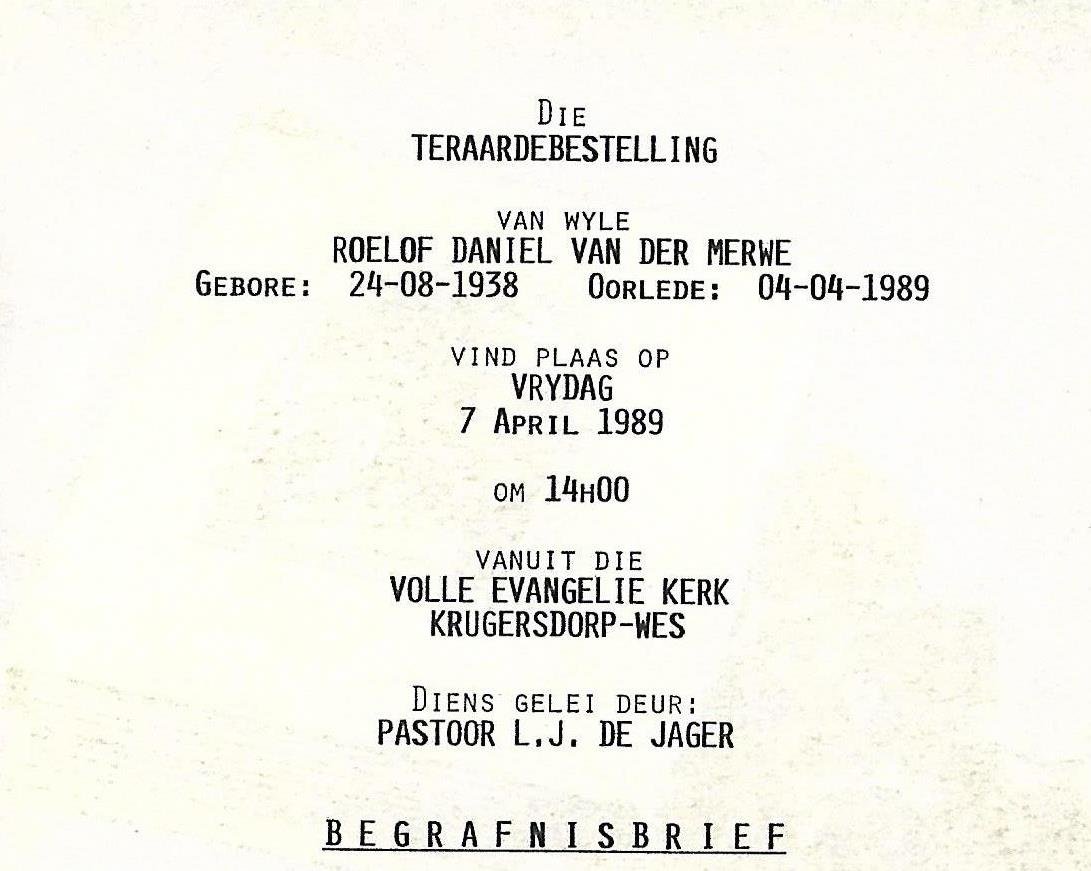 Die
TERAARDEBESTELLING
VAN WYLE
ROELOF DANIEL VAN DER MERWE
GEBORE: 24-08-1938 OORLEDE: 04-04-1989
VIND PLAAS OP
VRYDAG
7 APRIL 1989
OM 14H00
VANUIT DIE
VOLLE EVANGELIE KERK
KRUGERSDORP-WES
DIENS GELEI DEUR:
PASTOOR L.J. DE JAGER
BEGRAFNISBRIEF